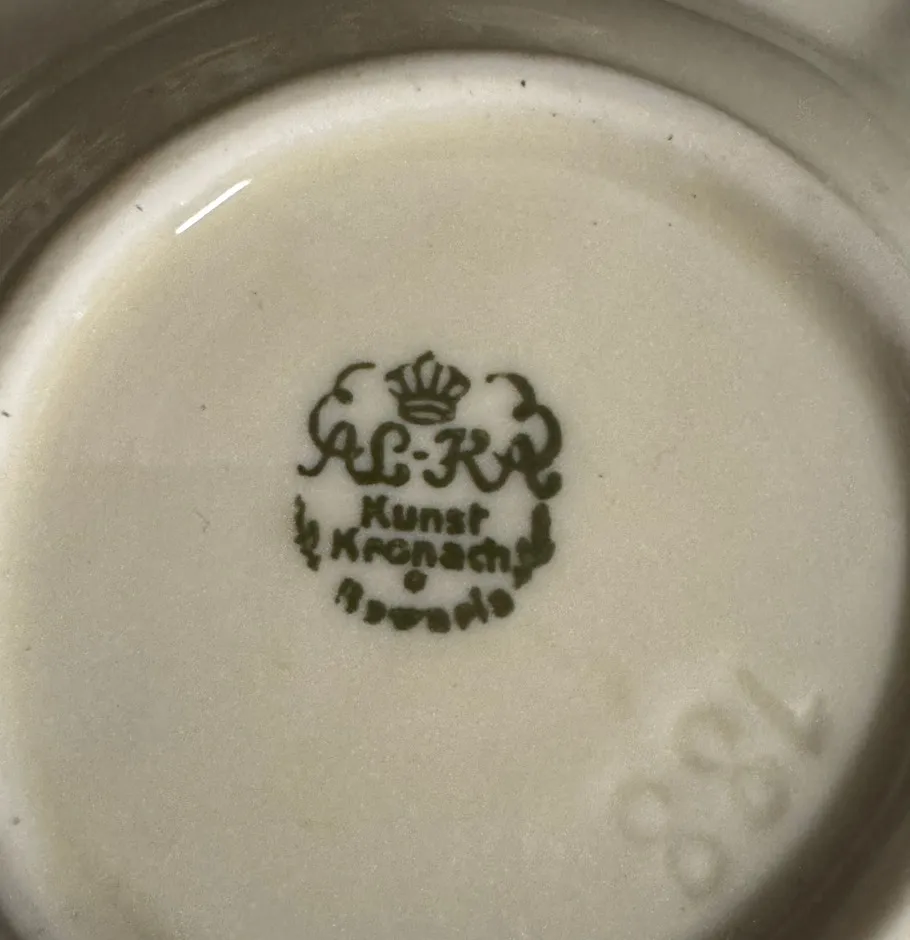 AL-KA
Kunst
Kronach
Bavaria